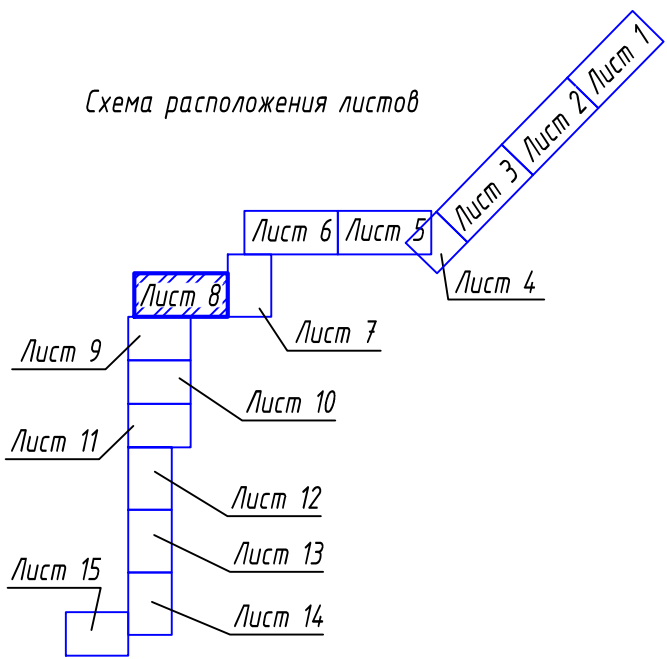 Схема расположения листов
Лист 1
Лист 2
Лист 3
Лист 4
Лист 5
Лист 6
Лист 7
Лист 8
Лист 9
Лист 10
Лист 11
Лист 12
Лист 13
Лист 14
Лист 15